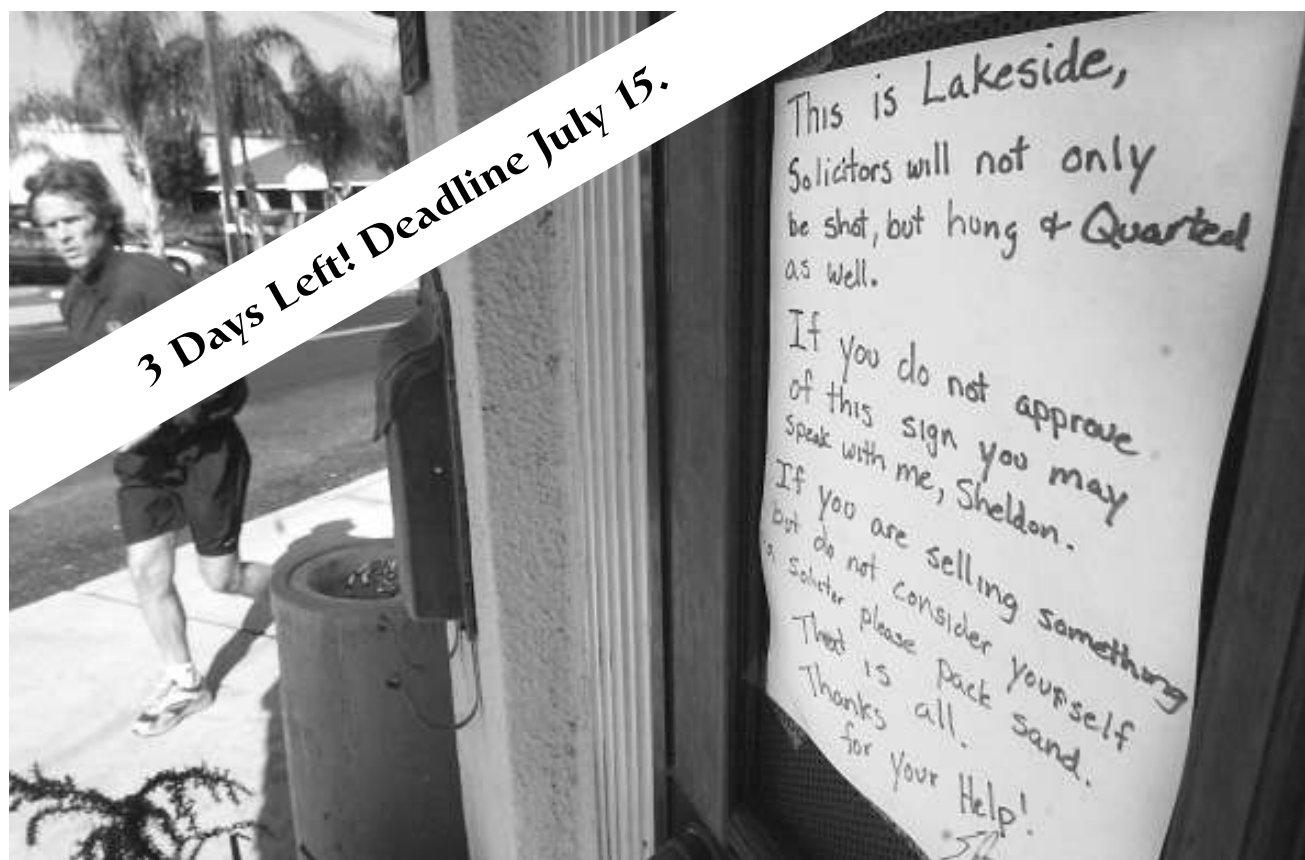 3 Days Left! Deadline July 15.
This is Lakeside,
Solicitors will not only
be shot, but hung & Quarted
as well.
If you do not approve
of this sign you may
speak with me, Sheldon.
If you are selling something
but do not consider yourself
a solicitor please pack sand.
That is all.
Thanks
for your Help!